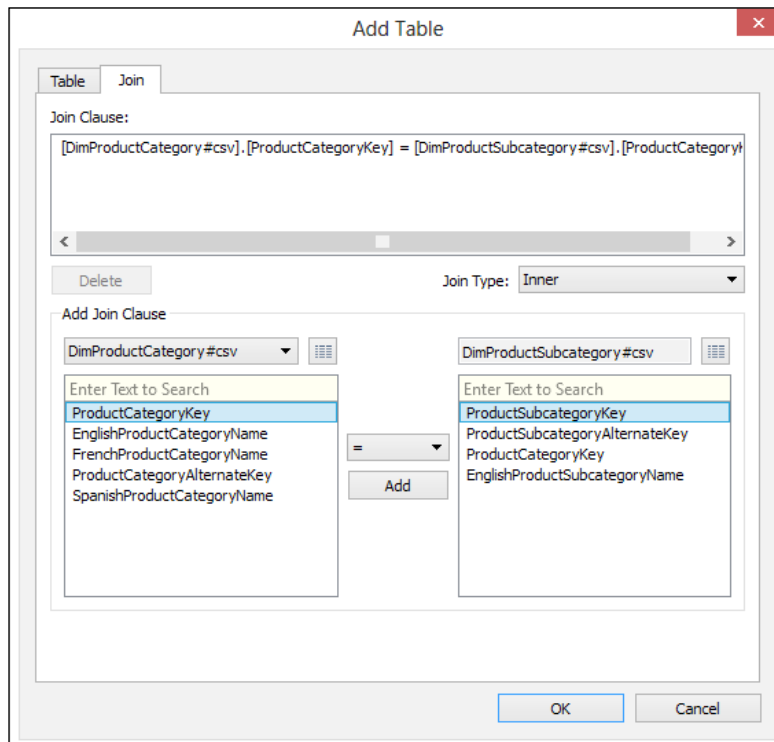 Add Table
Table
Join
Join Clause:
[DimProductCategory#csv].[ProductCategoryKey] = [DimProductSubcategory#csv].[ProductCategory
Delete
Join Type:
Inner
Add Join Clause
DimProductCategory#csv
DimProductSubcategory#csv
Enter Text to Search
ProductCategoryKey
EnglishProductCategoryName
FrenchProductCategoryName
ProductCategoryAlternateKey
SpanishProductCategoryName
=
Add
Enter Text to Search
ProductSubcategoryKey
ProductSubcategoryAlternateKey
ProductCategoryKey
EnglishProductSubcategoryName
OK
Cancel